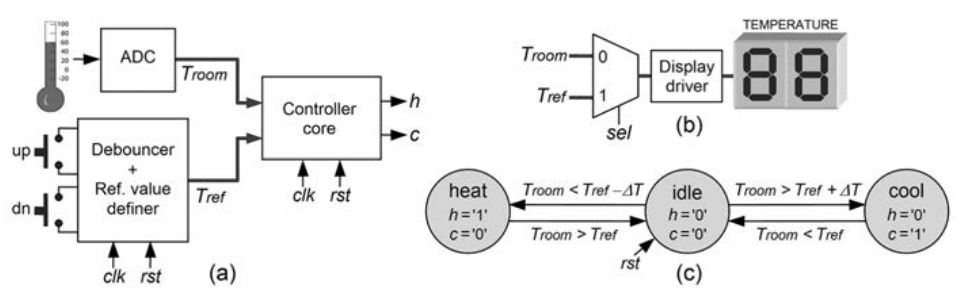 100
80
60
40
20
0
-20
ADC
Troom
Controller
core
h
c
clk rst
up
dn
Debouncer
+
Ref. value
definer
Tref
clk rst
(a)
TEMPERATURE
Troom
0
Tref
1
sel
Display
driver
88
(b)
heat
h ='1'
c ='0'
Troom < Tref –ΔT
Troom > Tref
idle
h ='0'
c ='0'
rst
Troom > Tref + ΔT
Troom < Tref
cool
h ='0'
c ='1'
(c)